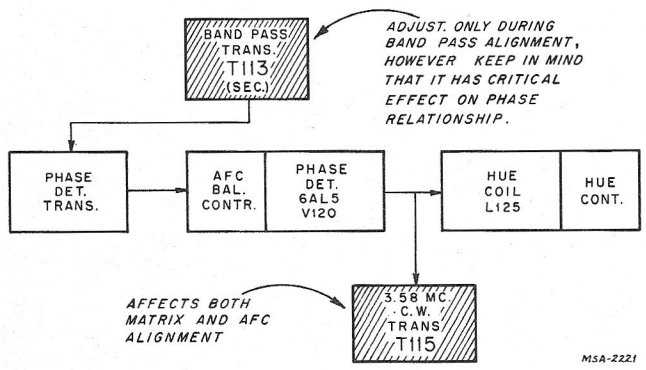 BAND PASS
TRANS.
T113
(SEC.)
ADJUST. ONLY DURING
BAND PASS ALIGNMENT,
HOWEVER KEEP IN MIND
THAT IT HAS CRITICAL
EFFECT ON PHASE
RELATIONSHIP.
PHASE
DET.
TRANS.
AFC
BAL.
CONTR.
PHASE
DET.
6AL5
V120
HUE
COIL
L125
HUE
CONT.
AFFECTS BOTH
MATRIX AND AFC
ALIGNMENT
3.58 MC.
C.W.
TRANS
T115
MSA-2221